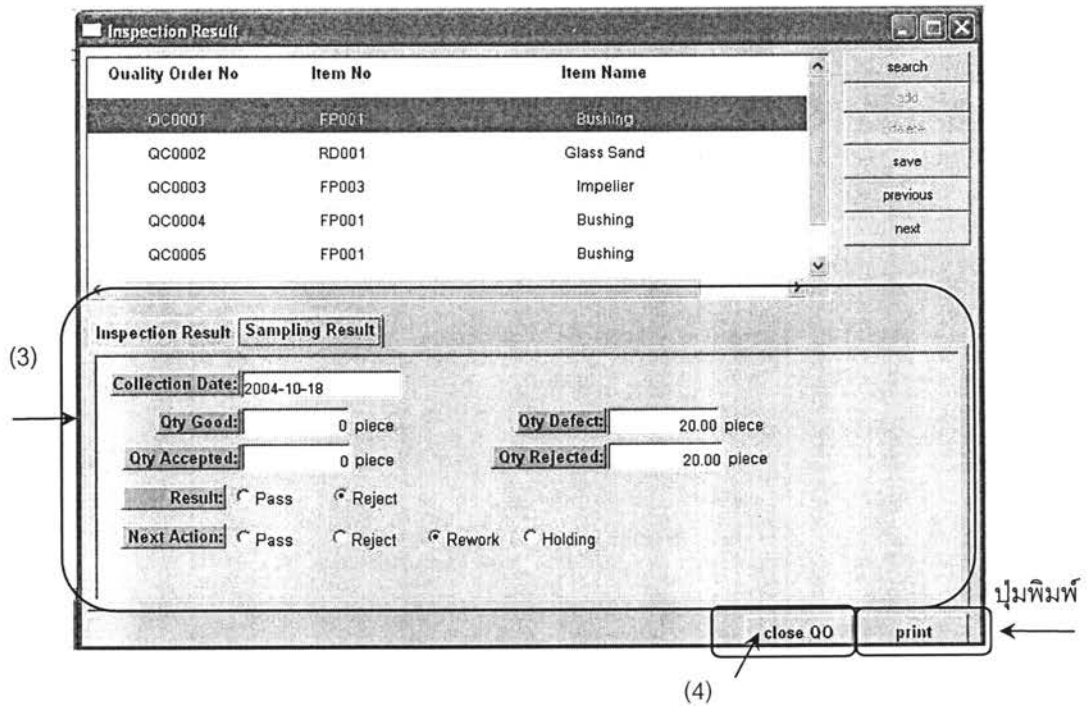 Inspection Result
Quality Order No Item No Item Name
QC0001 FP001 Bushing
QC0002 RD001 Glass Sand
QC0003 FP003 Impelier
QC0004 FP001 Bushing
QC0005 FP001 Bushing
search
add
delete
save
previous
next
(3)
Inspection Result Sampling Result
Collection Date: 2004-10-18
Qty Good: 0 piece Qty Defect: 20.00 piece
Qty Accepted: 0 piece Qty Rejected: 20.00 piece
Result: Pass Reject
Next Action: Pass Reject Rework Holding
ปุ่มพิมพ์
close QO print
(4)